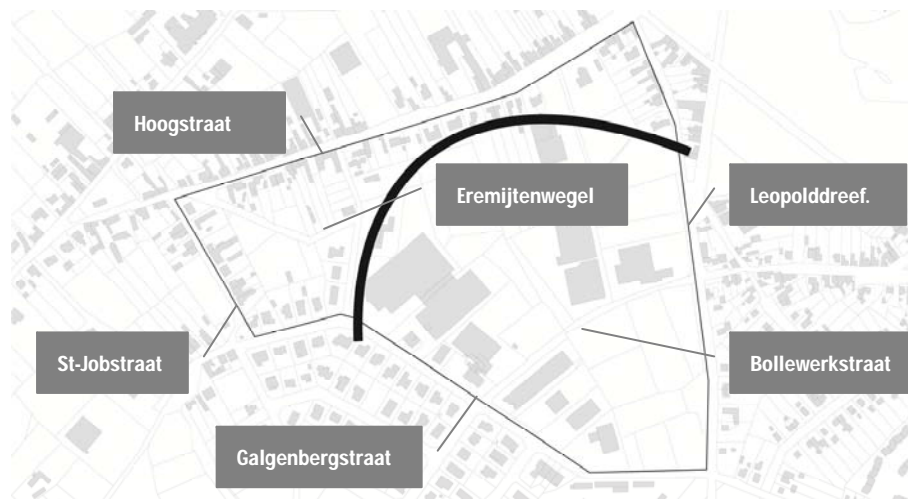 Hoogstraat
Eremijtenwegel
Leopolddreef.
St-Jobstraat
Bollewerkstraat
Galgenbergstraat